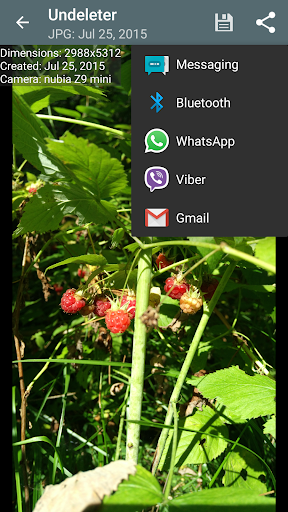 Undeleter
JPG: Jul 25, 2015
Dimensions: 2988x5312
Created: Jul 25, 2015
Camera: nubia Z9 mini
Messaging
Bluetooth
WhatsApp
Viber
Gmail